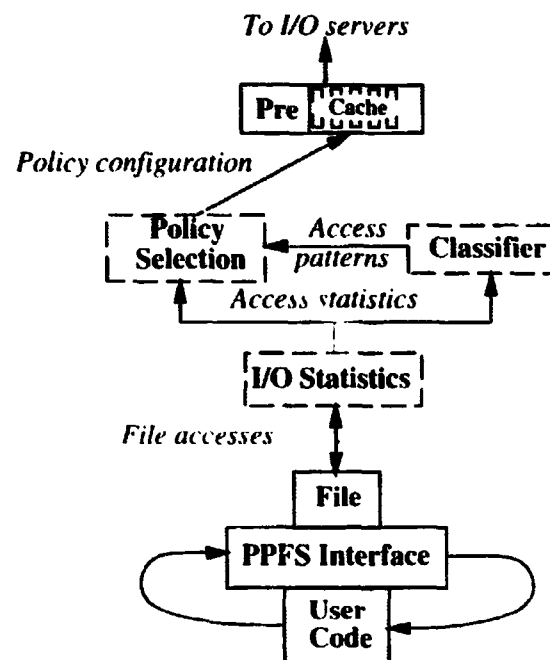 To I/O servers
Pre Cache
Policy configuration
Policy
Selection
Access
patterns
Classifier
Access statistics
I/O Statistics
File accesses
File
PPFS Interface
User
Code